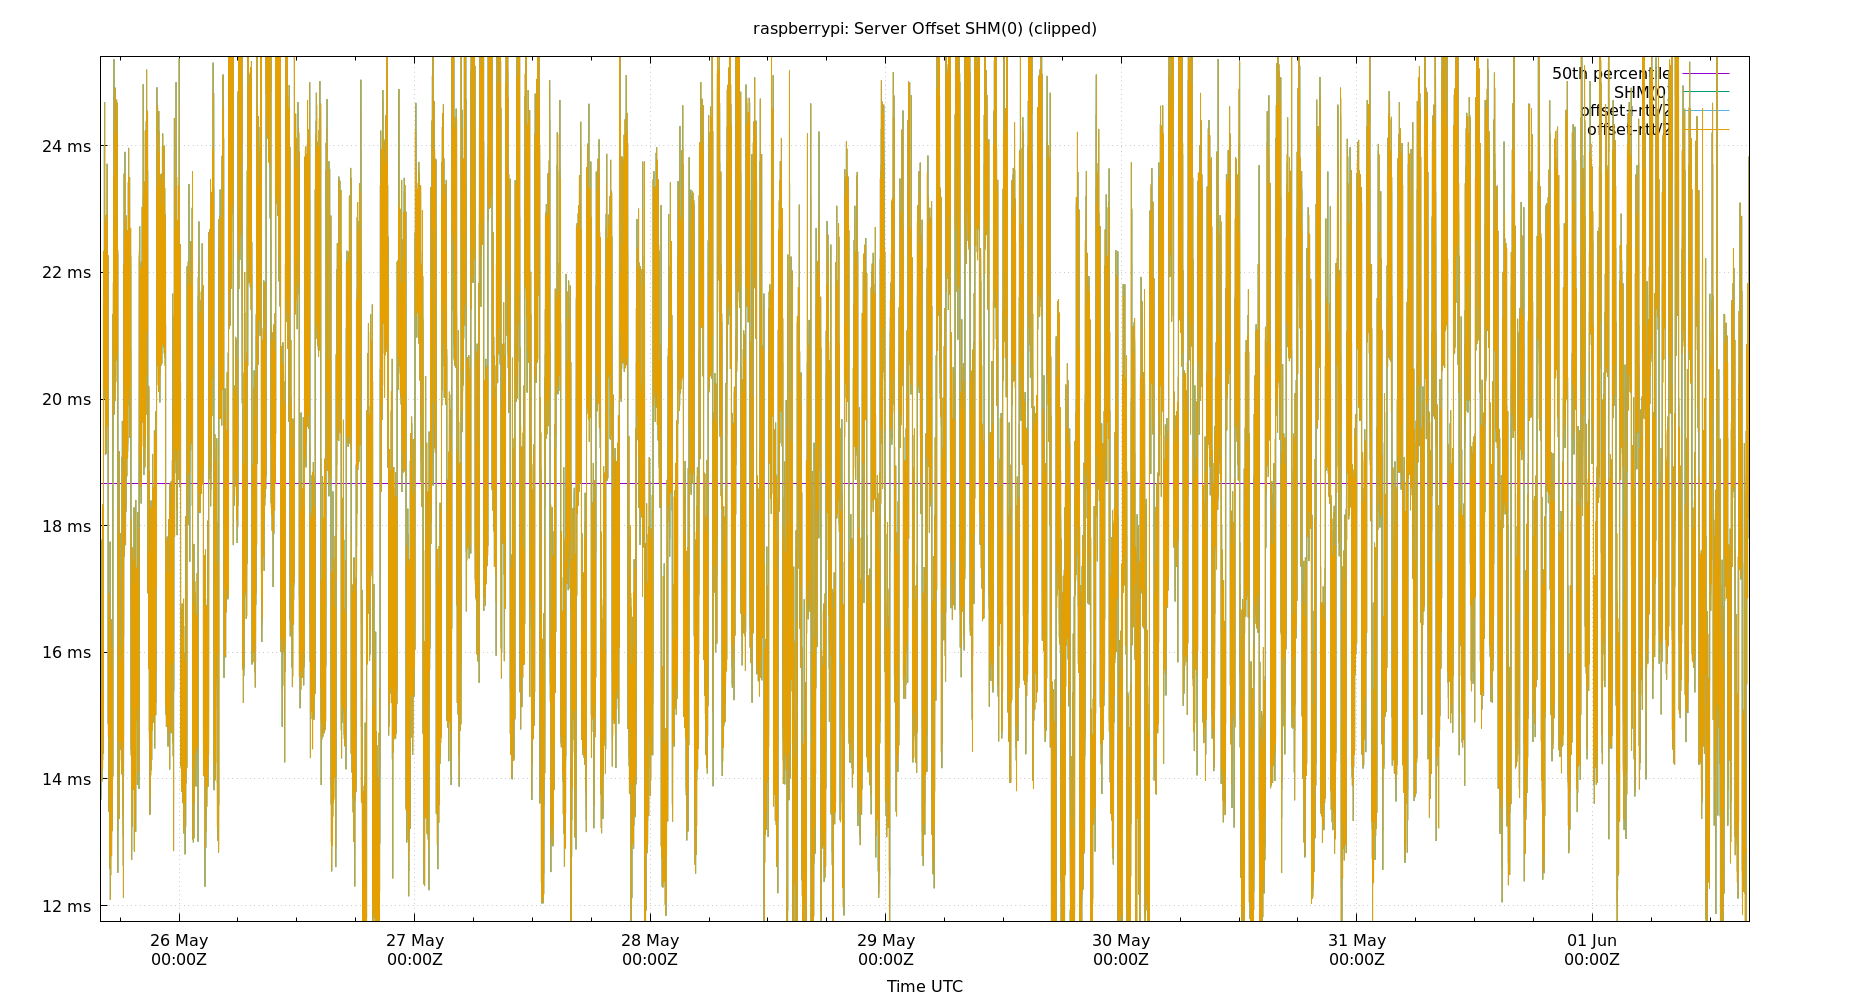 raspberrypi: Server Offset SHM(0) (clipped)
50th percentile
SHM(0)
offset+rtt/2
offset-rtt/2
24 ms
22 ms
20 ms
18 ms
16 ms
14 ms
12 ms
26 May 27 May 28 May 29 May 30 May 31 May 01 Jun
00:00Z 00:00Z 00:00Z 00:00Z 00:00Z 00:00Z 00:00Z
Time UTC